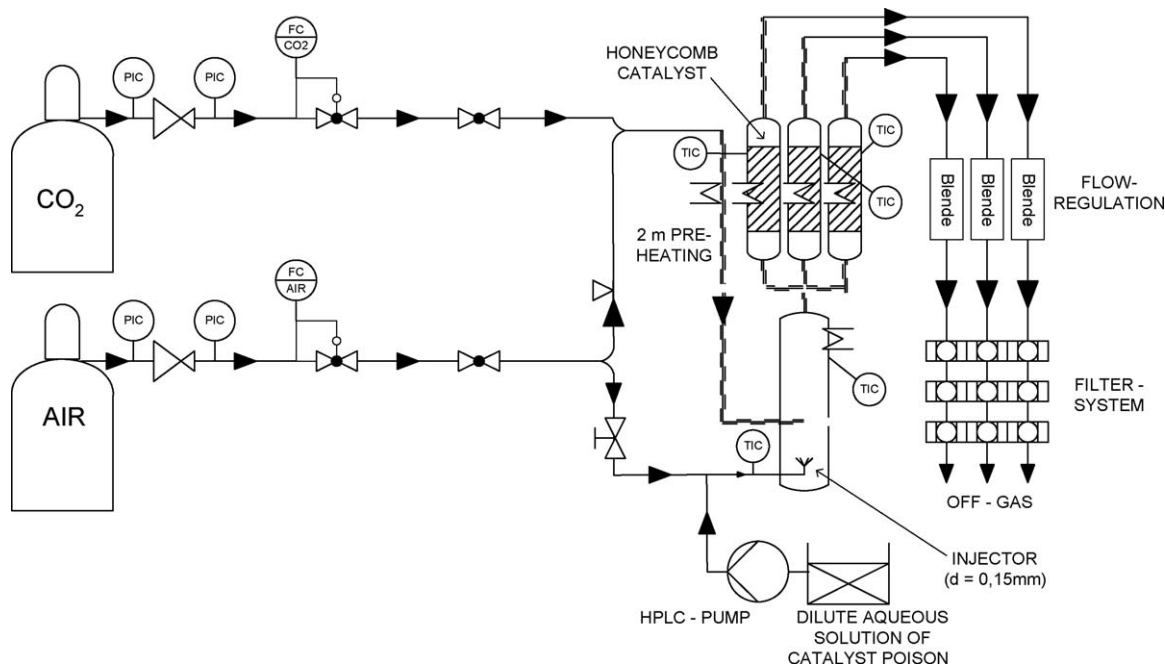 FC
CO2
PIC
PIC
CO2
HONEYCOMB
CATALYST
TIC
TIC
TIC
Blende
Blende
Blende
FLOW-
REGULATION
2 m PRE-
HEATING
FC
AIR
PIC
PIC
AIR
TIC
TIC
FILTER -
SYSTEM
OFF - GAS
INJECTOR
(d = 0,15mm)
HPLC - PUMP
DILUTE AQUEOUS
SOLUTION OF
CATALYST POISON